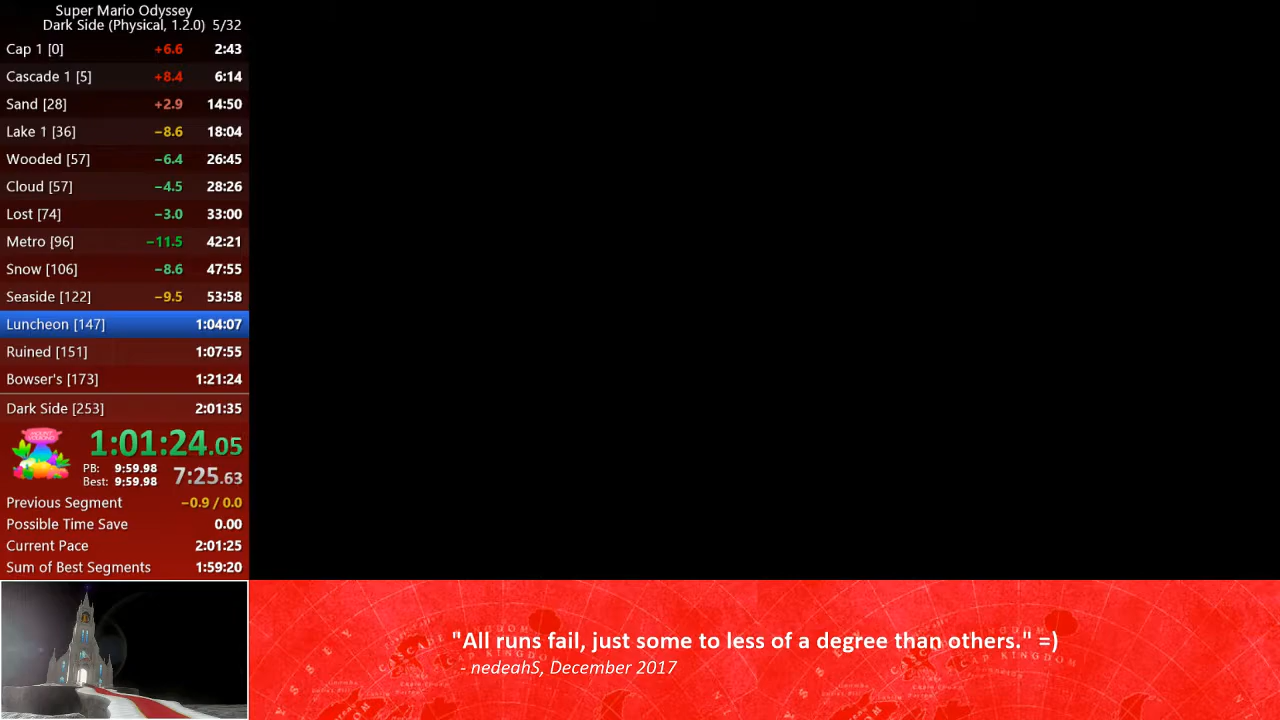 Super Mario Odyssey
Dark Side (Physical, 1.2.0) 5/32
Cap 1 [0] +6.6 2:43
Cascade 1 [5] +8.4 6:14
Sand [28] +2.9 14:50
Lake 1 [36] −8.6 18:04
Wooded [57] −6.4 26:45
Cloud [57] −4.5 28:26
Lost [74] −3.0 33:00
Metro [96] −11.5 42:21
Snow [106] −8.6 47:55
Seaside [122] −9.5 53:58
Luncheon [147] 1:04:07
Ruined [151] 1:07:55
Bowser's [173] 1:21:24
Dark Side [253] 2:01:35
1:01:24.05
PB: 9:59.98
Best: 9:59.98
7:25.63
Previous Segment −0.9 / 0.0
Possible Time Save 0.00
Current Pace 2:01:25
Sum of Best Segments 1:59:20
"All runs fail, just some to less of a degree than others." =)
- nedeahS, December 2017